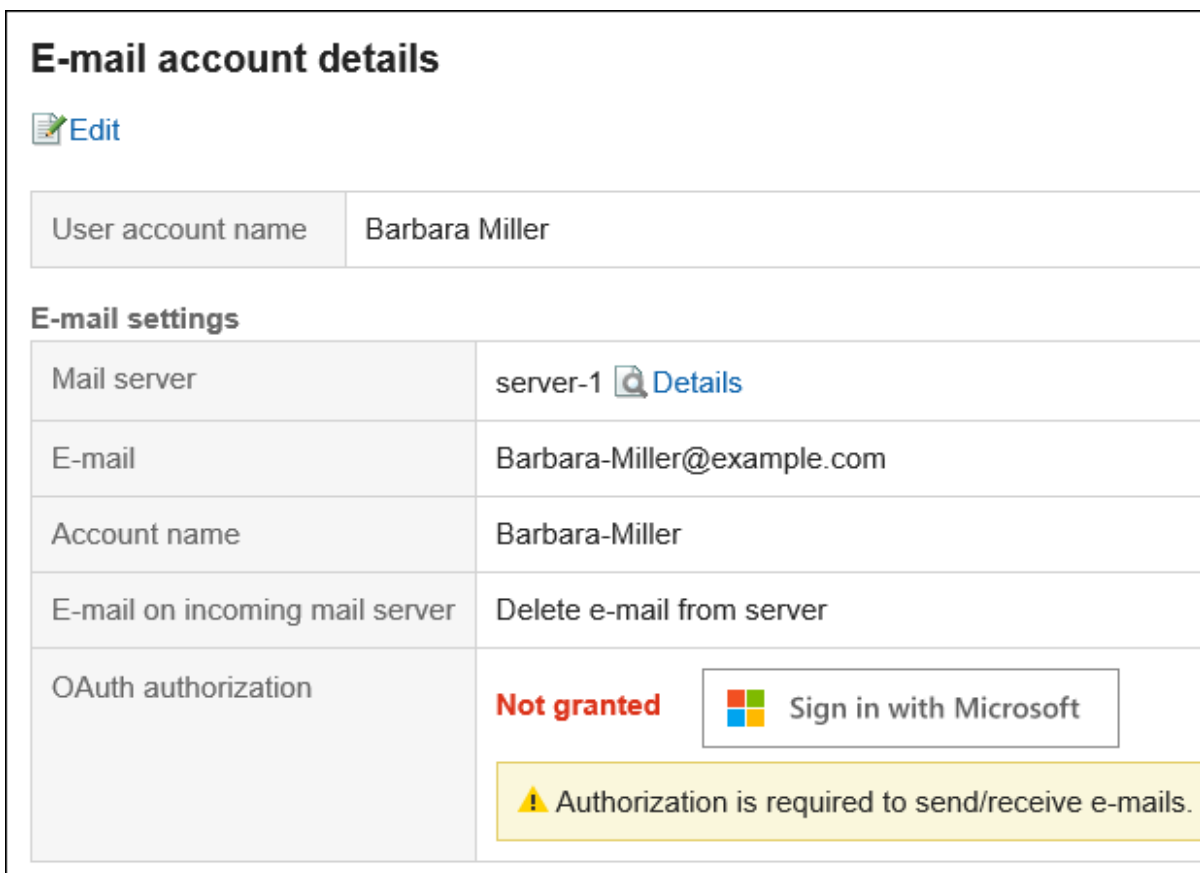 E-mail account details
Edit
User account name Barbara Miller
E-mail settings
Mail server server-1 Details
E-mail Barbara-Miller@example.com
Account name Barbara-Miller
E-mail on incoming mail server Delete e-mail from server
OAuth authorization Not granted Sign in with Microsoft
Authorization is required to send/receive e-mails.